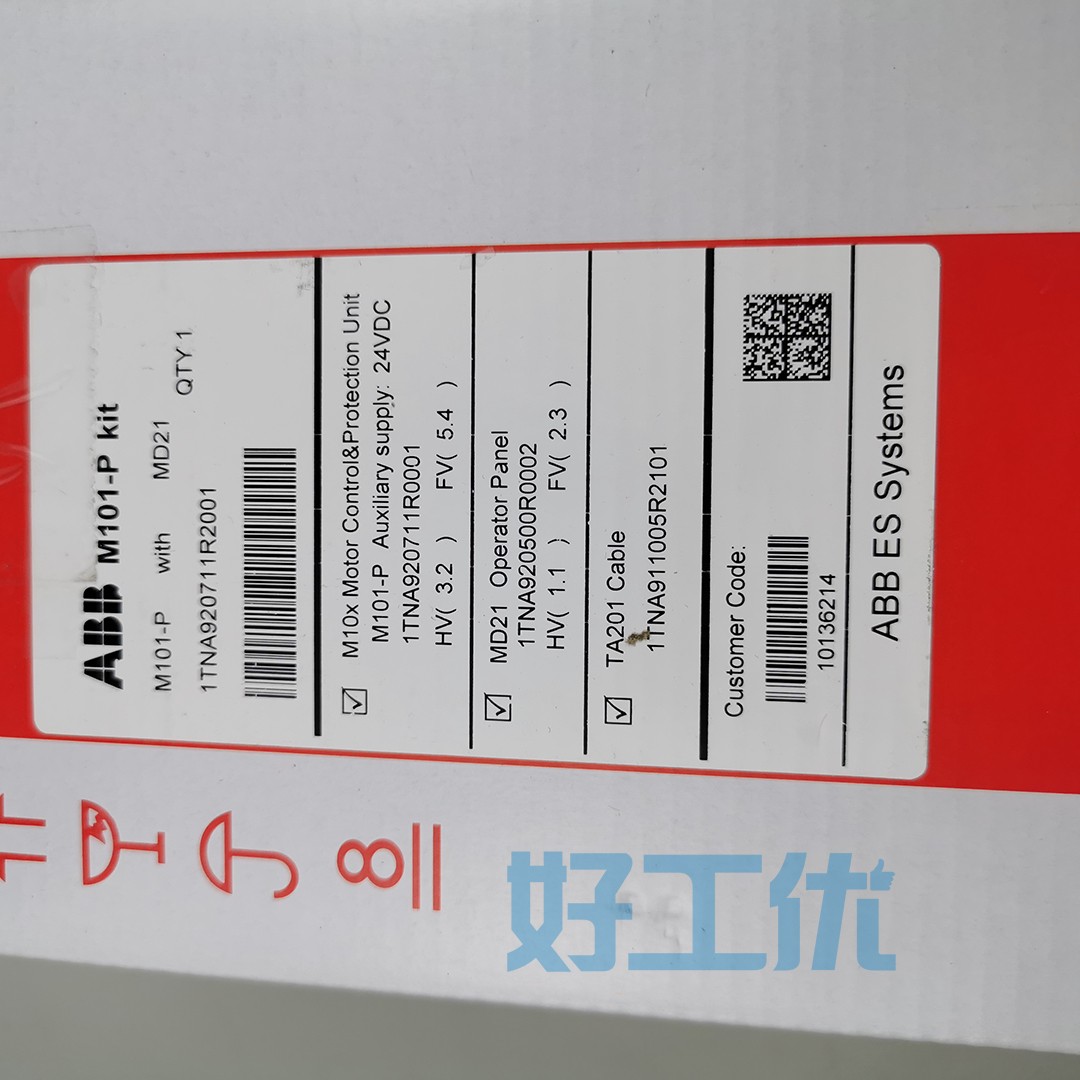 ABB M101-P kit
M101-P with MD21
QTY 1
1TNA920711R2001
M10x Motor Control&Protection Unit
M101-P Auxiliary supply: 24VDC
1TNA920711R0001
HV( 3.2 ) FV( 5.4 )
MD21 Operator Panel
1TNA920500R0002
HV( 1.1 ) FV( 2.3 )
TA201 Cable
1TNA911005R2101
Customer Code:
10136214
ABB ES Systems
8
好工优